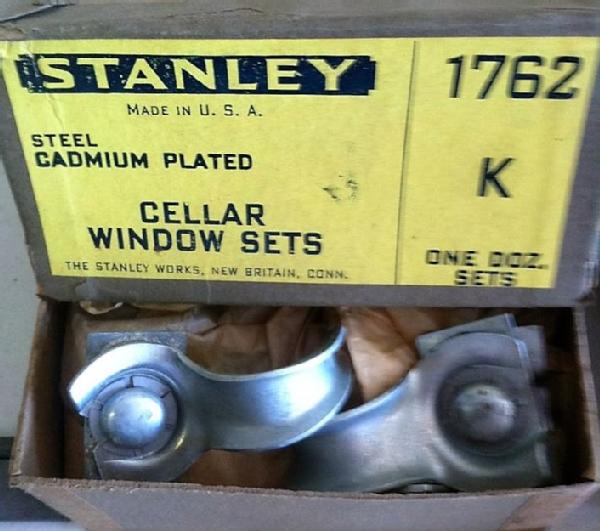 STANLEY
MADE IN U. S. A.
STEEL
CADMIUM PLATED
CELLAR
WINDOW SETS
THE STANLEY WORKS, NEW BRITAIN, CONN.
1762
K
ONE DOZ.
SETS